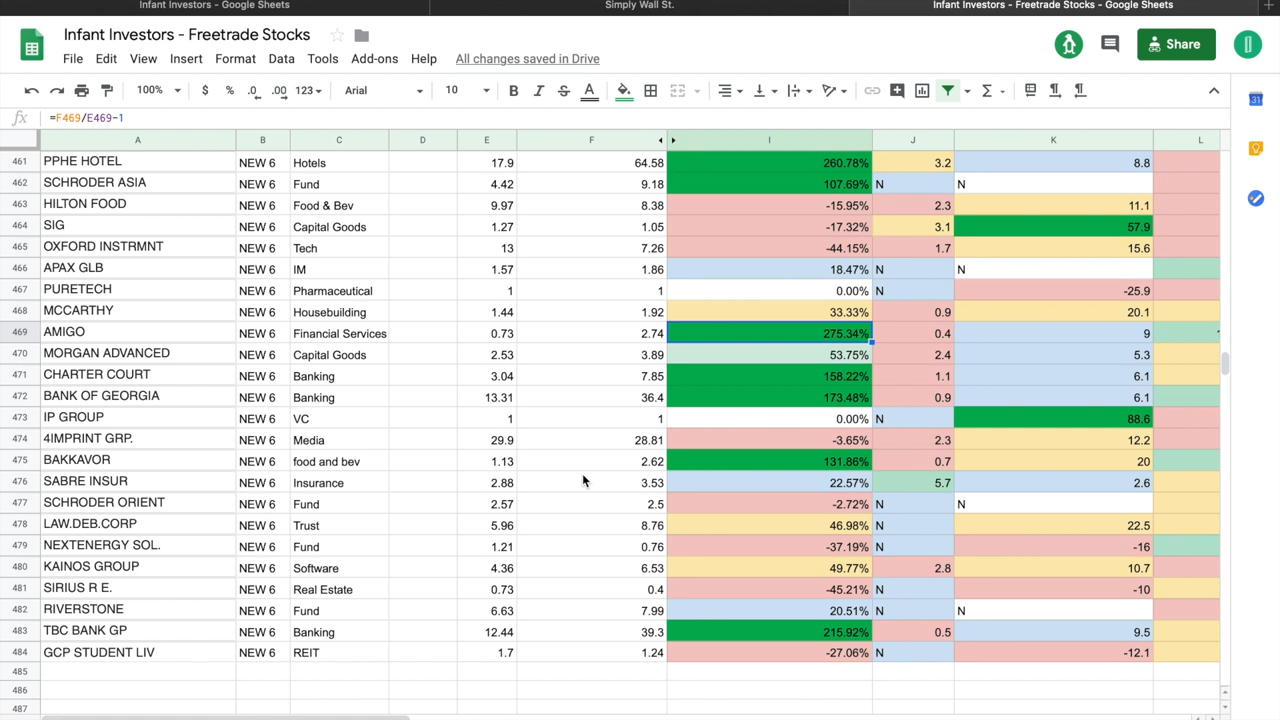 Infant Investors - Google Sheets Simply Wall St. Infant Investors - Freetrade Stocks - Google Sheets
Infant Investors - Freetrade Stocks
File Edit View Insert Format Data Tools Add-ons Help All changes saved in Drive
Share
100% $ % .0 .00 123 Arial 10 B I S A
fx =F469/E469-1
A B C D E F I J K L
461 PPHE HOTEL NEW 6 Hotels 17.9 64.58 260.78% 3.2 8.8
462 SCHRODER ASIA NEW 6 Fund 4.42 9.18 107.69% N N
463 HILTON FOOD NEW 6 Food & Bev 9.97 8.38 -15.95% 2.3 11.1
464 SIG NEW 6 Capital Goods 1.27 1.05 -17.32% 3.1 57.9
465 OXFORD INSTRMNT NEW 6 Tech 13 7.26 -44.15% 1.7 15.6
466 APAX GLB NEW 6 IM 1.57 1.86 18.47% N N
467 PURETECH NEW 6 Pharmaceutical 1 1 0.00% N -25.9
468 MCCARTHY NEW 6 Housebuilding 1.44 1.92 33.33% 0.9 20.1
469 AMIGO NEW 6 Financial Services 0.73 2.74 275.34% 0.4 9
470 MORGAN ADVANCED NEW 6 Capital Goods 2.53 3.89 53.75% 2.4 5.3
471 CHARTER COURT NEW 6 Banking 3.04 7.85 158.22% 1.1 6.1
472 BANK OF GEORGIA NEW 6 Banking 13.31 36.4 173.48% 0.9 6.1
473 IP GROUP NEW 6 VC 1 1 0.00% N 88.6
474 4IMPRINT GRP. NEW 6 Media 29.9 28.81 -3.65% 2.3 12.2
475 BAKKAVOR NEW 6 food and bev 1.13 2.62 131.86% 0.7 20
476 SABRE INSUR NEW 6 Insurance 2.88 3.53 22.57% 5.7 2.6
477 SCHRODER ORIENT NEW 6 Fund 2.57 2.5 -2.72% N N
478 LAW.DEB.CORP NEW 6 Trust 5.96 8.76 46.98% N 22.5
479 NEXTENERGY SOL. NEW 6 Fund 1.21 0.76 -37.19% N -16
480 KAINOS GROUP NEW 6 Software 4.36 6.53 49.77% 2.8 10.7
481 SIRIUS R E. NEW 6 Real Estate 0.73 0.4 -45.21% N -10
482 RIVERSTONE NEW 6 Fund 6.63 7.99 20.51% N N
483 TBC BANK GP NEW 6 Banking 12.44 39.3 215.92% 0.5 9.5
484 GCP STUDENT LIV NEW 6 REIT 1.7 1.24 -27.06% N -12.1
485
486
487